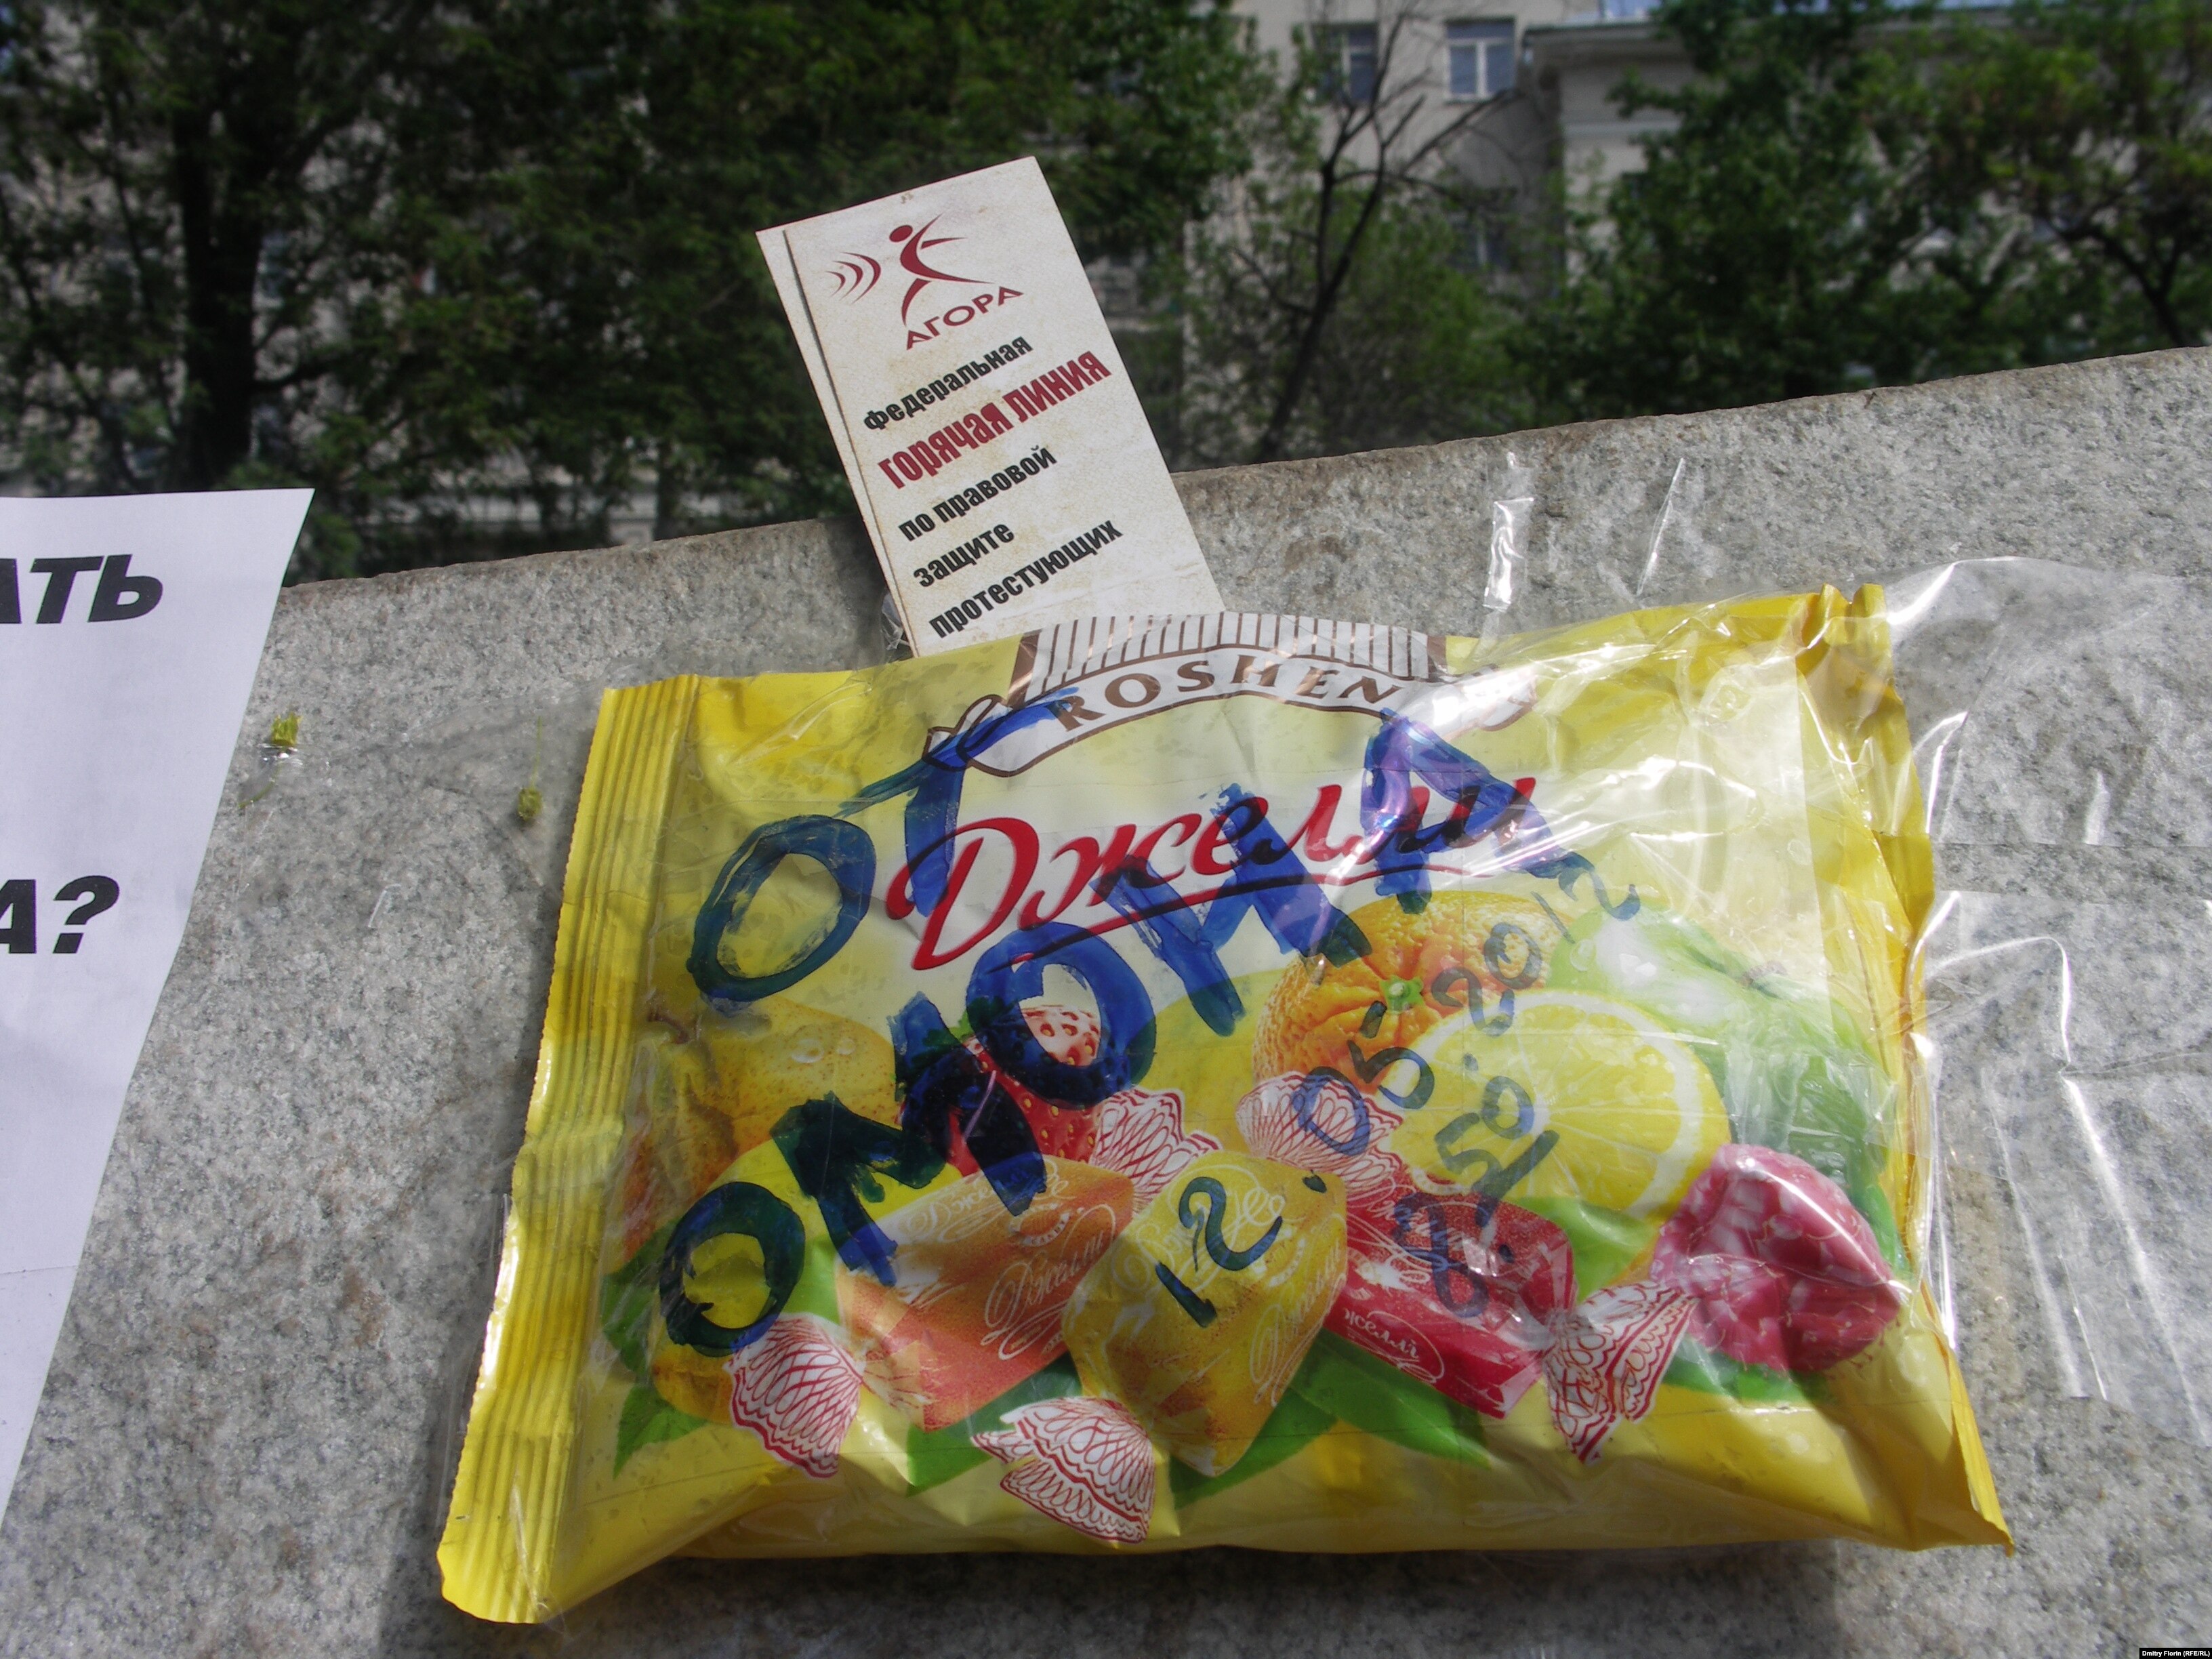 АГОРА
федеральная
горячая линия
по правовой
защите
протестующих
АТЬ
А?
ROSHEN
Джелли
ОТ
ОМОНА
12.05.2012
8:50
Dmitry Florin (RFE/RL)